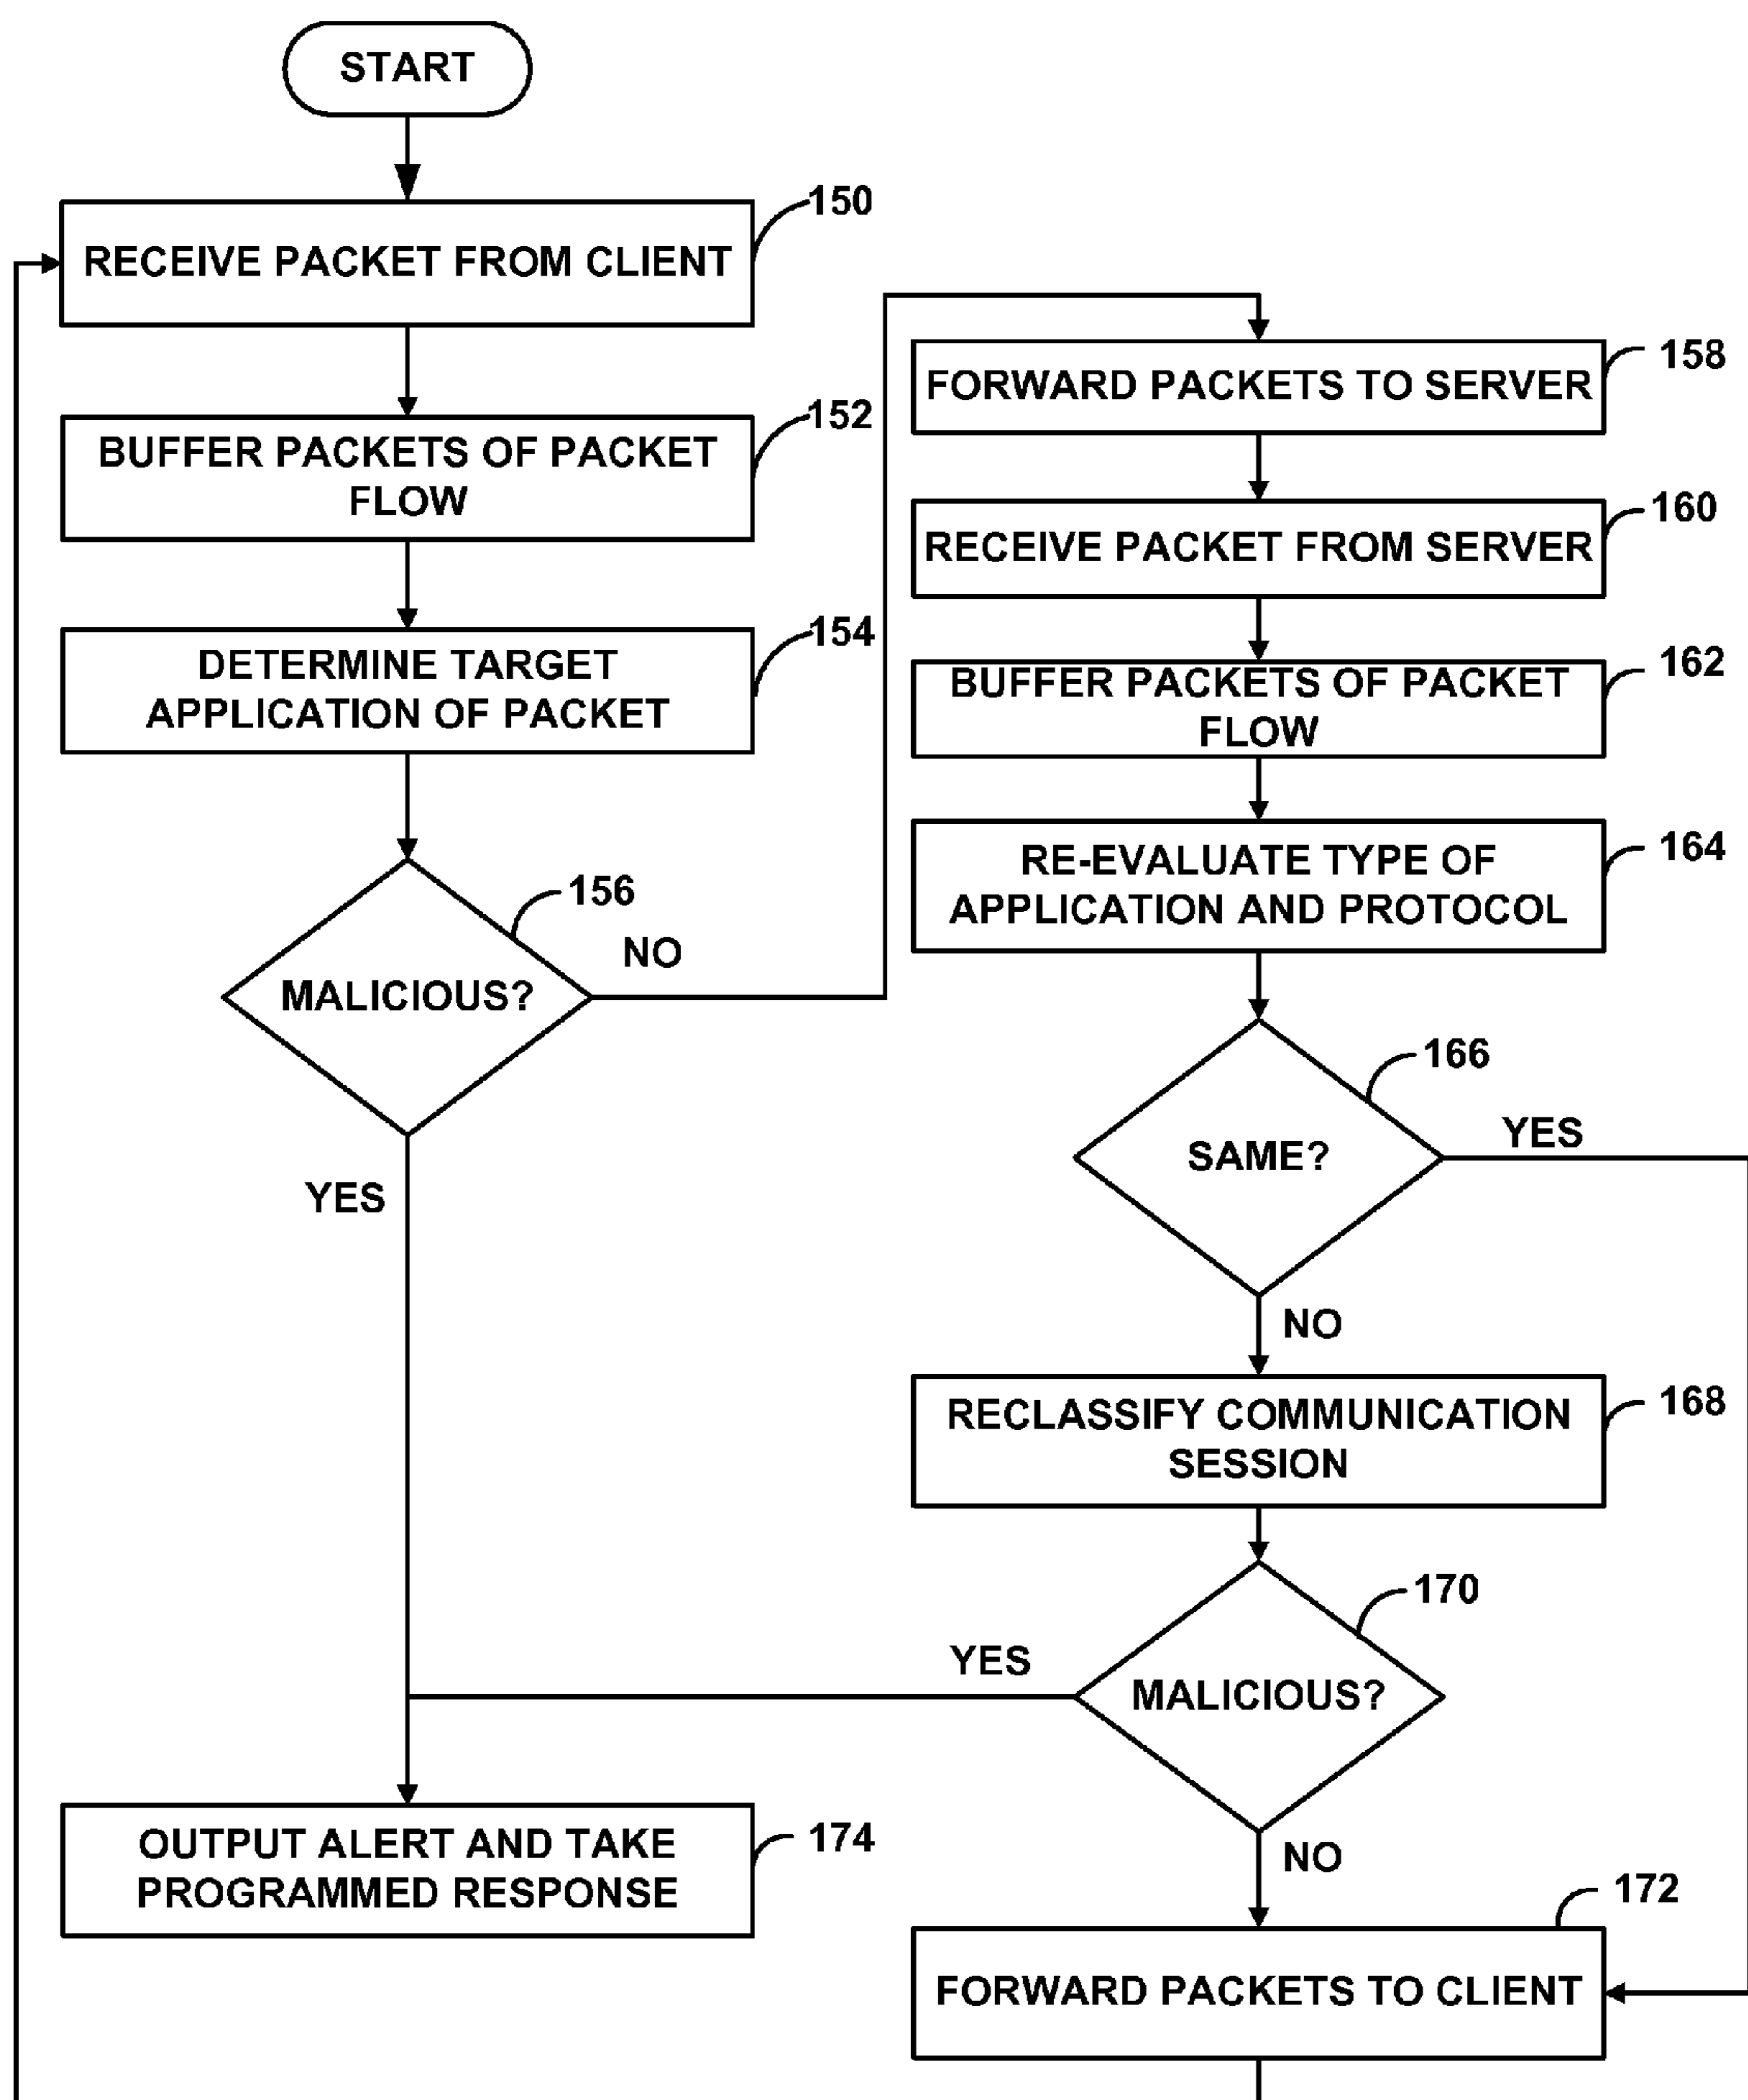 START
RECEIVE PACKET FROM CLIENT
150
BUFFER PACKETS OF PACKET
FLOW
152
DETERMINE TARGET
APPLICATION OF PACKET
154
156
MALICIOUS?
NO
YES
FORWARD PACKETS TO SERVER
158
RECEIVE PACKET FROM SERVER
160
BUFFER PACKETS OF PACKET
FLOW
162
RE-EVALUATE TYPE OF
APPLICATION AND PROTOCOL
164
166
SAME?
YES
NO
RECLASSIFY COMMUNICATION
SESSION
168
170
MALICIOUS?
YES
NO
OUTPUT ALERT AND TAKE
PROGRAMMED RESPONSE
174
172
FORWARD PACKETS TO CLIENT